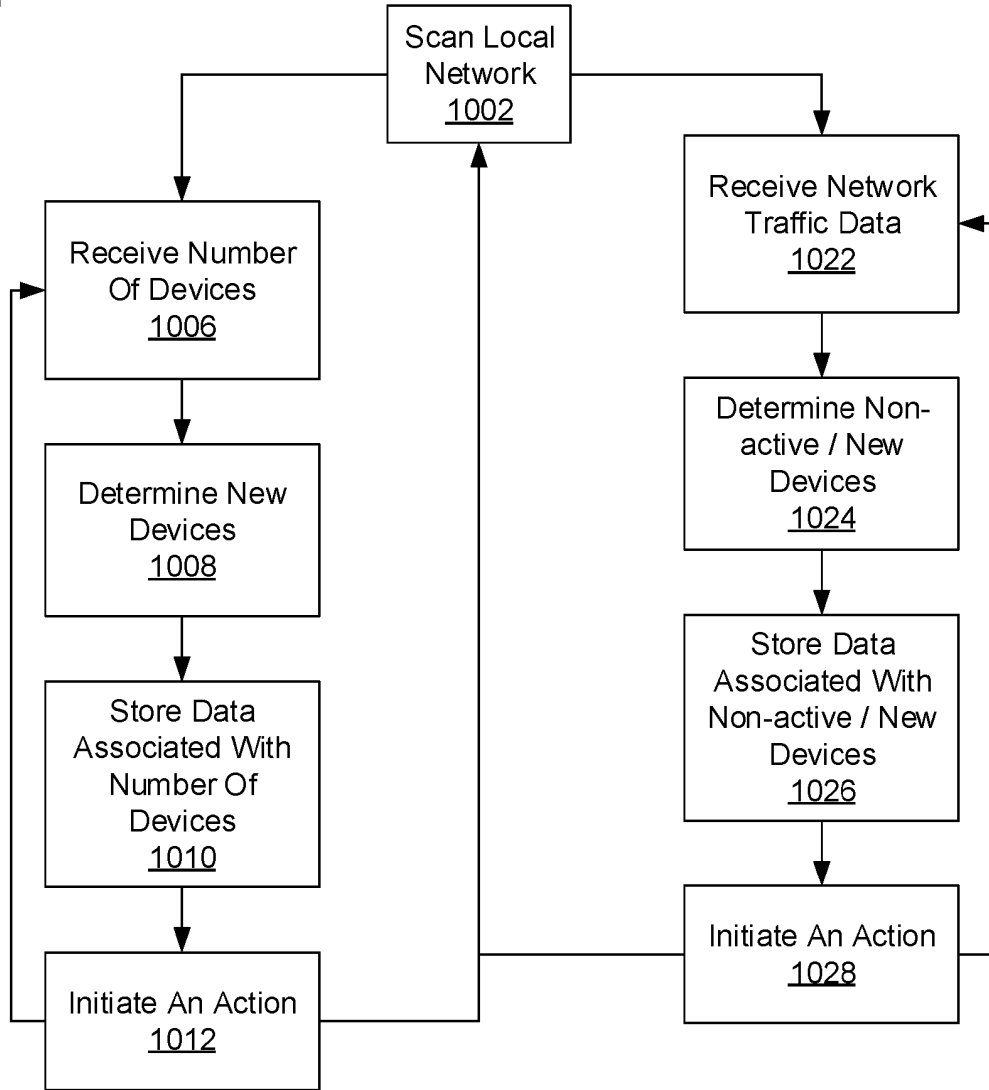 Scan Local
Network
1002
Receive Number
Of Devices
1006
Determine New
Devices
1008
Store Data
Associated With
Number Of
Devices
1010
Initiate An Action
1012
Receive Network
Traffic Data
1022
Determine Non-
active / New
Devices
1024
Store Data
Associated With
Non-active / New
Devices
1026
Initiate An Action
1028